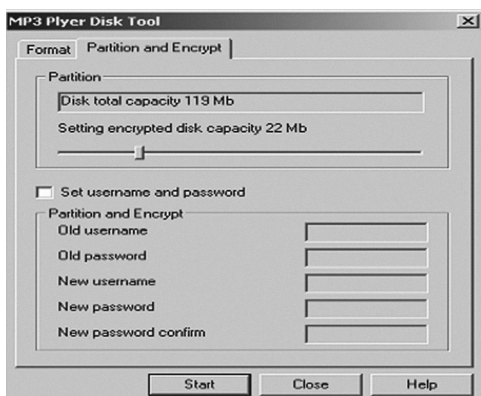 MP3 Plyer Disk Tool
Format Partition and Encrypt
Partition
Disk total capacity 119 Mb
Setting encrypted disk capacity 22 Mb
Set username and password
Partition and Encrypt
Old username
Old password
New username
New password
New password confirm
Start Close Help